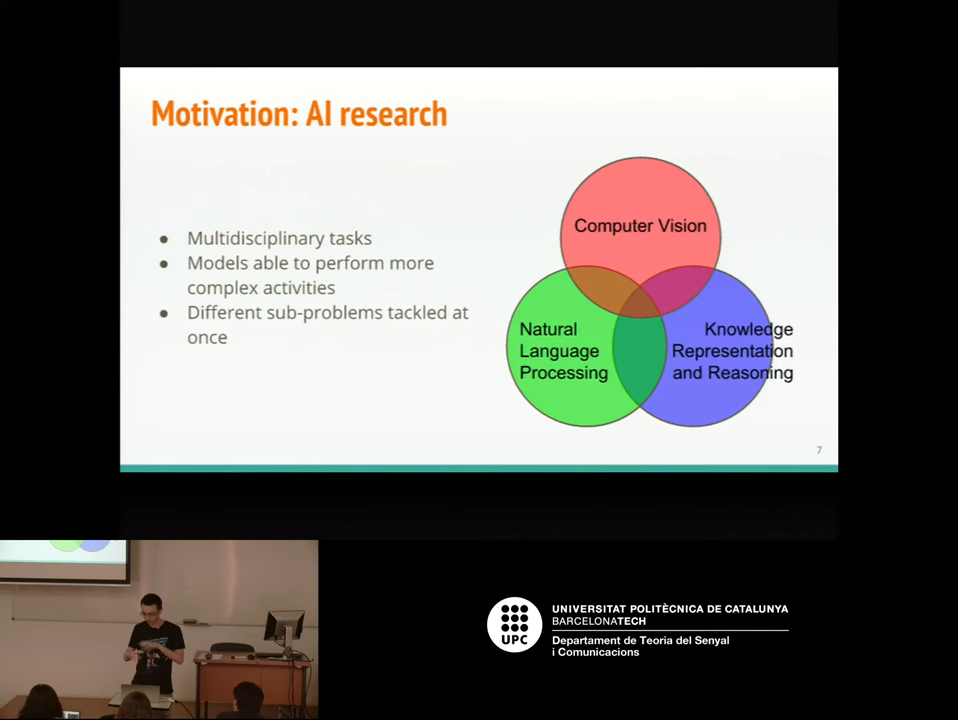 Motivation: AI research
● Multidisciplinary tasks
● Models able to perform more
complex activities
● Different sub-problems tackled at
once
Computer Vision
Natural
Language
Processing
Knowledge
Representation
and Reasoning
7
UPC
UNIVERSITAT POLITÈCNICA DE CATALUNYA
BARCELONATECH
Departament de Teoria del Senyal
i Comunicacions